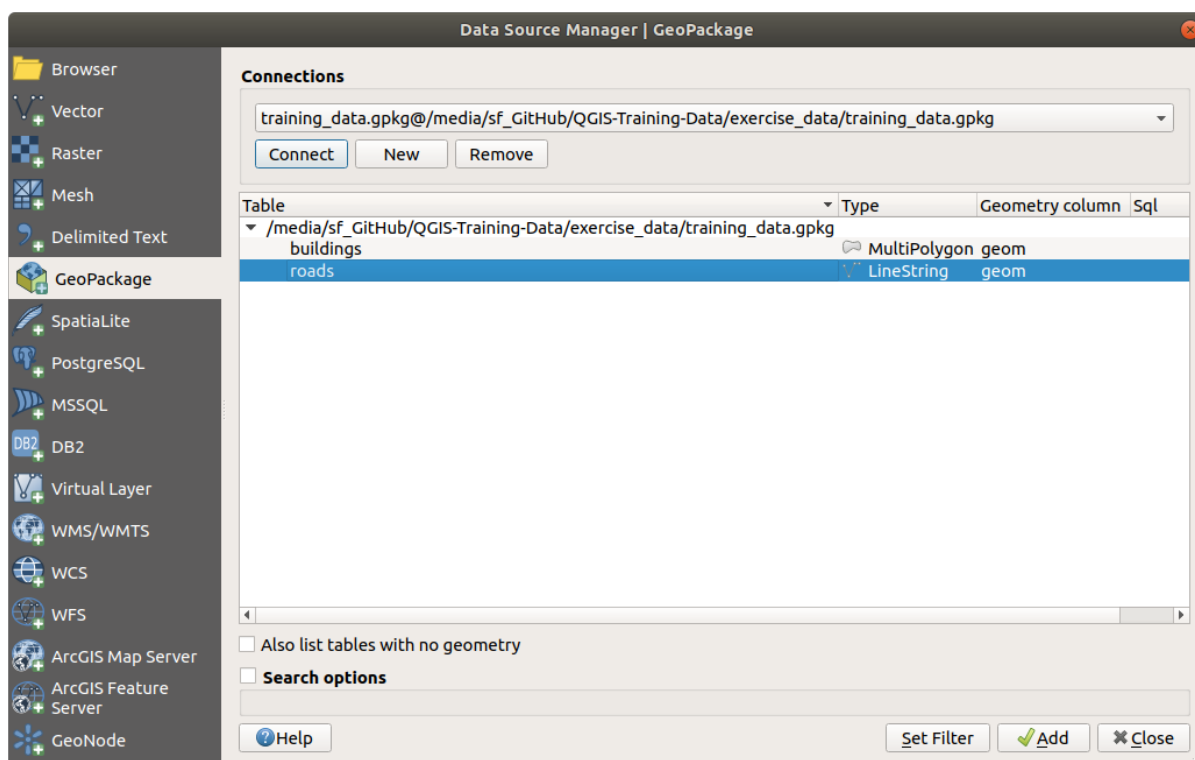 Data Source Manager | GeoPackage
Browser
Vector
Raster
Mesh
Delimited Text
GeoPackage
SpatiaLite
PostgreSQL
MSSQL
DB2
DB2
Virtual Layer
WMS/WMTS
WCS
WFS
ArcGIS Map Server
ArcGIS Feature
Server
GeoNode
Connections
training_data.gpkg@/media/sf_GitHub/QGIS-Training-Data/exercise_data/training_data.gpkg
Connect New Remove
Table Type Geometry column Sql
/media/sf_GitHub/QGIS-Training-Data/exercise_data/training_data.gpkg
buildings MultiPolygon geom
roads LineString geom
Also list tables with no geometry
Search options
Help Set Filter Add Close